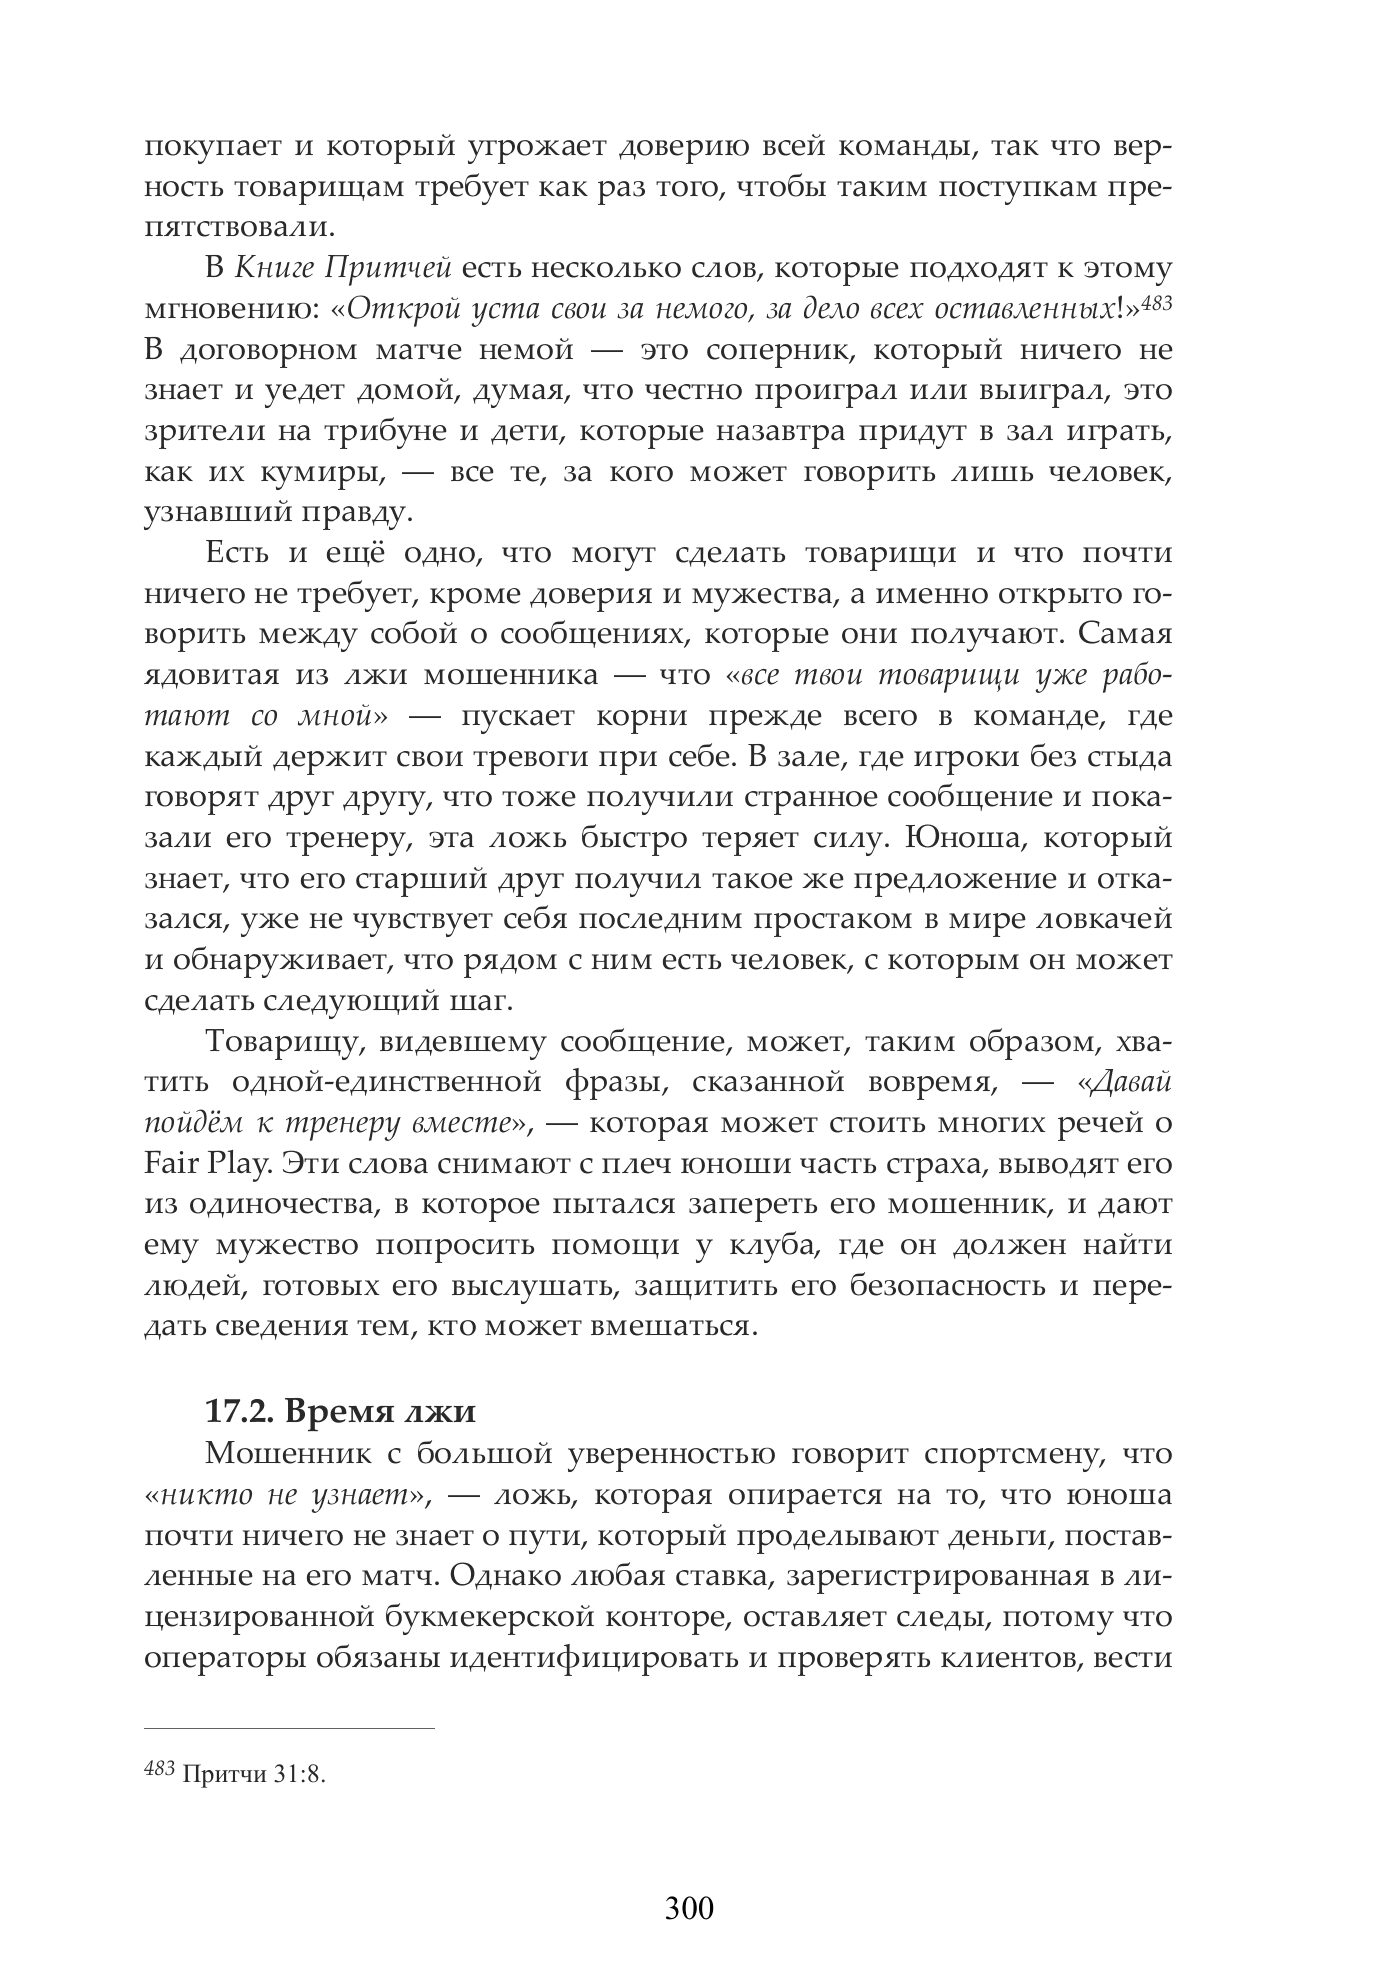 покупает и который угрожает доверию всей команды, так что вер-
ность товарищам требует как раз того, чтобы таким поступкам пре-
пятствовали.
В Книге Притчей есть несколько слов, которые подходят к этому
мгновению: «Открой уста свои за немого, за дело всех оставленных!»483
В договорном матче немой — это соперник, который ничего не
знает и уедет домой, думая, что честно проиграл или выиграл, это
зрители на трибуне и дети, которые назавтра придут в зал играть,
как их кумиры, — все те, за кого может говорить лишь человек,
узнавший правду.
Есть и ещё одно, что могут сделать товарищи и что почти
ничего не требует, кроме доверия и мужества, а именно открыто го-
ворить между собой о сообщениях, которые они получают. Самая
ядовитая из лжи мошенника — что «все твои товарищи уже рабо-
тают со мной» — пускает корни прежде всего в команде, где
каждый держит свои тревоги при себе. В зале, где игроки без стыда
говорят друг другу, что тоже получили странное сообщение и пока-
зали его тренеру, эта ложь быстро теряет силу. Юноша, который
знает, что его старший друг получил такое же предложение и отка-
зался, уже не чувствует себя последним простаком в мире ловкачей
и обнаруживает, что рядом с ним есть человек, с которым он может
сделать следующий шаг.
Товарищу, видевшему сообщение, может, таким образом, хва-
тить одной-единственной фразы, сказанной вовремя, — «Давай
пойдём к тренеру вместе», — которая может стоить многих речей о
Fair Play. Эти слова снимают с плеч юноши часть страха, выводят его
из одиночества, в которое пытался запереть его мошенник, и дают
ему мужество попросить помощи у клуба, где он должен найти
людей, готовых его выслушать, защитить его безопасность и пере-
дать сведения тем, кто может вмешаться.
17.2. Время лжи
Мошенник с большой уверенностью говорит спортсмену, что
«никто не узнает», — ложь, которая опирается на то, что юноша
почти ничего не знает о пути, который проделывают деньги, постав-
ленные на его матч. Однако любая ставка, зарегистрированная в ли-
цензированной букмекерской конторе, оставляет следы, потому что
операторы обязаны идентифицировать и проверять клиентов, вести
483 Притчи 31:8.
300